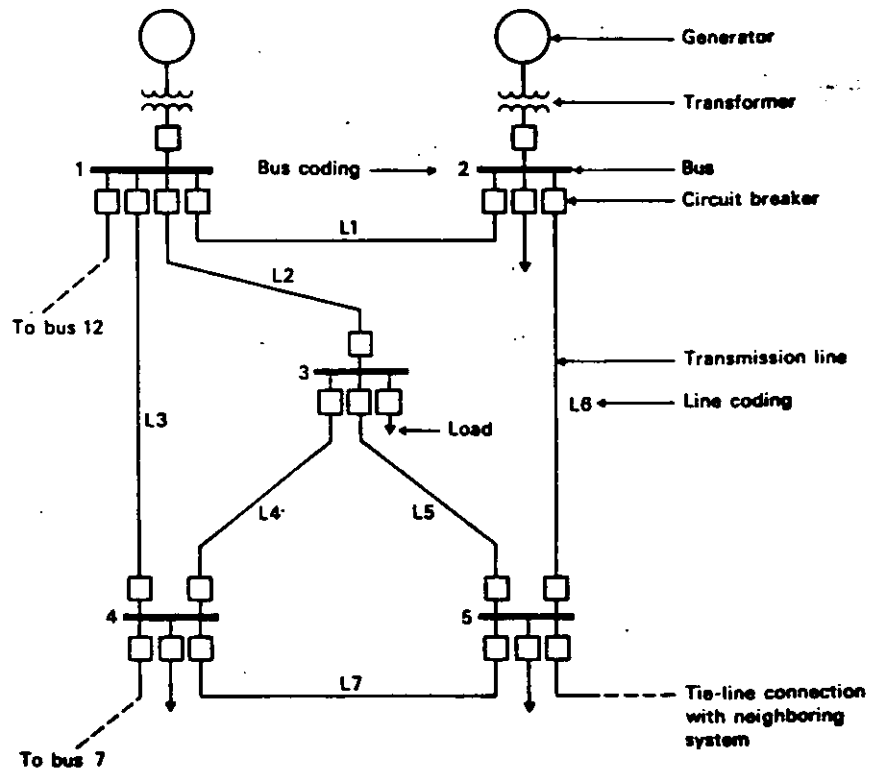 Generator
Transformer
1
Bus coding
2
Bus
Circuit breaker
L1
L2
To bus 12
3
Transmission line
L3
L6
Line coding
Load
L4
L5
4
5
L7
Tie-line connection
with neighboring
system
To bus 7